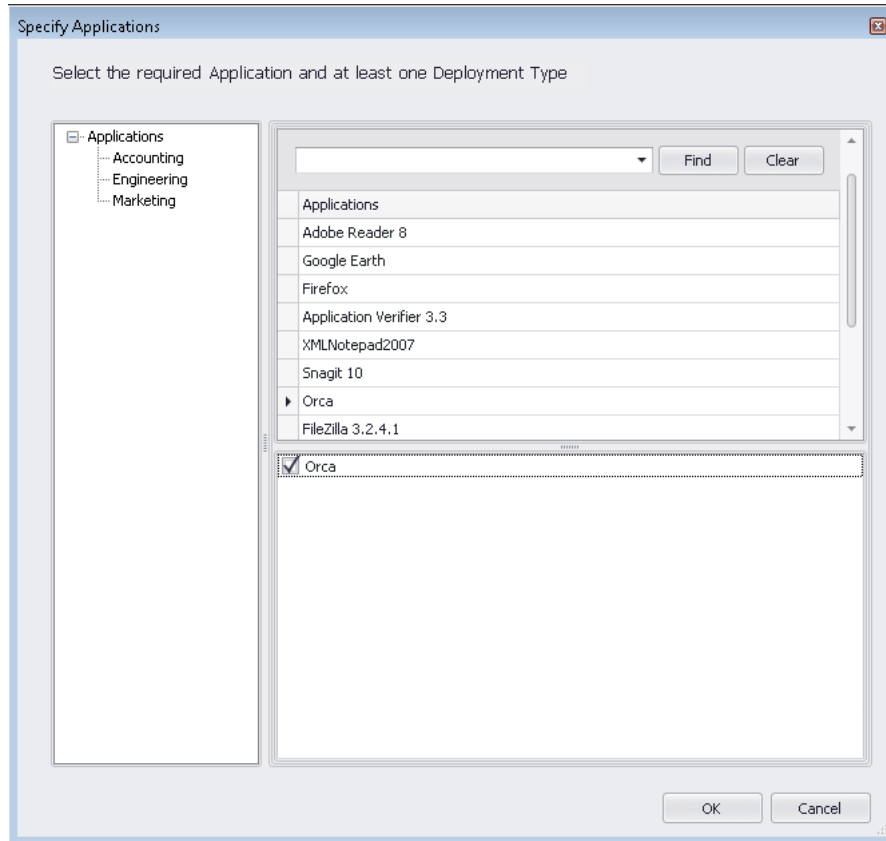 Specify Applications
Select the required Application and at least one Deployment Type
Applications
Accounting
Engineering
Marketing
Find
Clear
Applications
Adobe Reader 8
Google Earth
Firefox
Application Verifier 3.3
XMLNotepad2007
Snagit 10
Orca
FileZilla 3.2.4.1
Orca
OK
Cancel